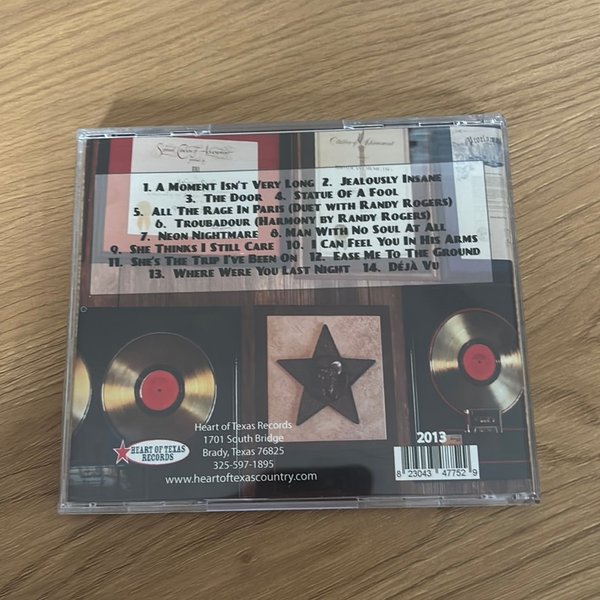 Citation of Achievement
1. A Moment Isn't Very Long 2. Jealously Insane
3. The Door 4. Statue Of A Fool
5. All The Rage In Paris (Duet with Randy Rogers)
6. Troubadour (Harmony by Randy Rogers)
7. Neon Nightmare 8. Man With No Soul At All
9. She Thinks I Still Care 10. I Can Feel You In His Arms
11. She's The Trip I've Been On 12. Ease Me To The Ground
13. Where Were You Last Night 14. Déjà Vu
Heart of Texas Records
1701 South Bridge
Brady, Texas 76825
325-597-1895
www.heartoftexascountry.com
HEART OF TEXAS
RECORDS
2013
8 23043 47752 9